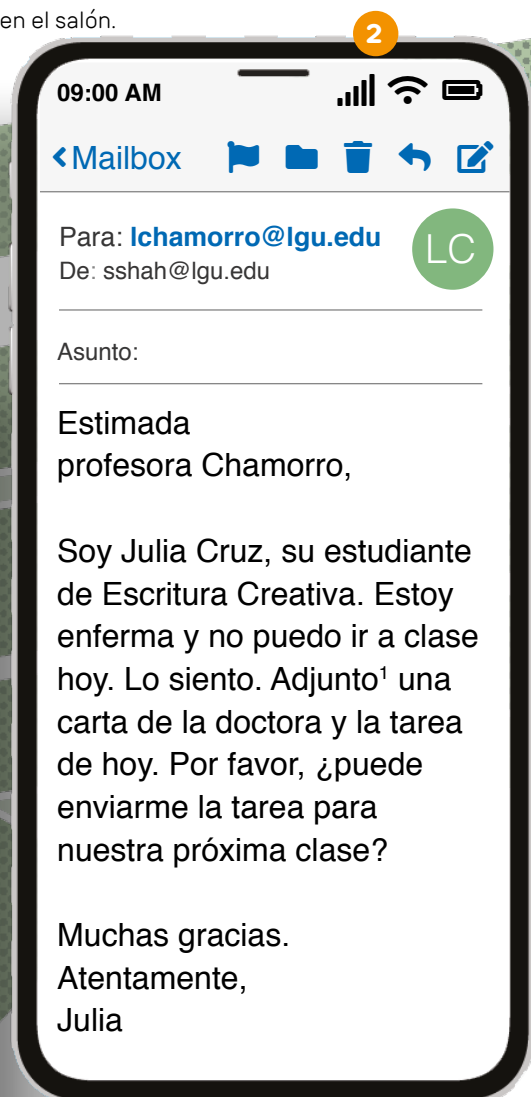 en el salón.
2
09:00 AM
Mailbox
Para: lchamorro@lgu.edu
LC
De: sshah@lgu.edu
Asunto:
Estimada
profesora Chamorro,
Soy Julia Cruz, su estudiante
de Escritura Creativa. Estoy
enferma y no puedo ir a clase
hoy. Lo siento. Adjunto¹ una
carta de la doctora y la tarea
de hoy. Por favor, ¿puede
enviarme la tarea para
nuestra próxima clase?
Muchas gracias.
Atentamente,
Julia